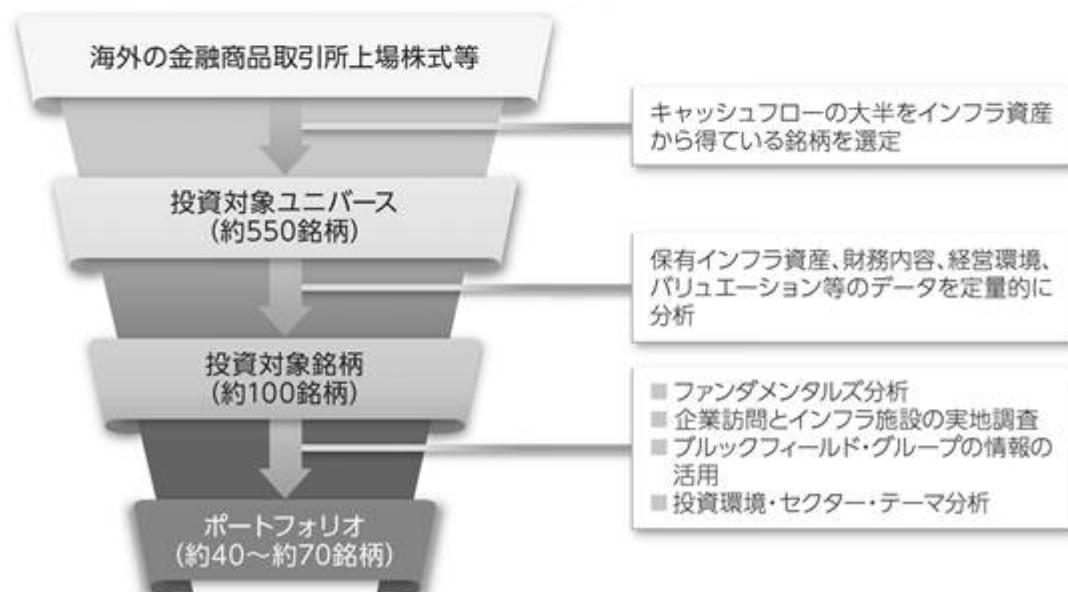 海外の金融商品取引所上場株式等
キャッシュフローの大半をインフラ資産
から得ている銘柄を選定
投資対象ユニバース
(約550銘柄)
保有インフラ資産、財務内容、経営環境、
バリュエーション等のデータを定量的に
分析
投資対象銘柄
(約100銘柄)
■ファンダメンタルズ分析
■企業訪問とインフラ施設の実地調査
■ブルックフィールド・グループの情報の
活用
■投資環境・セクター・テーマ分析
ポートフォリオ
(約40～約70銘柄)